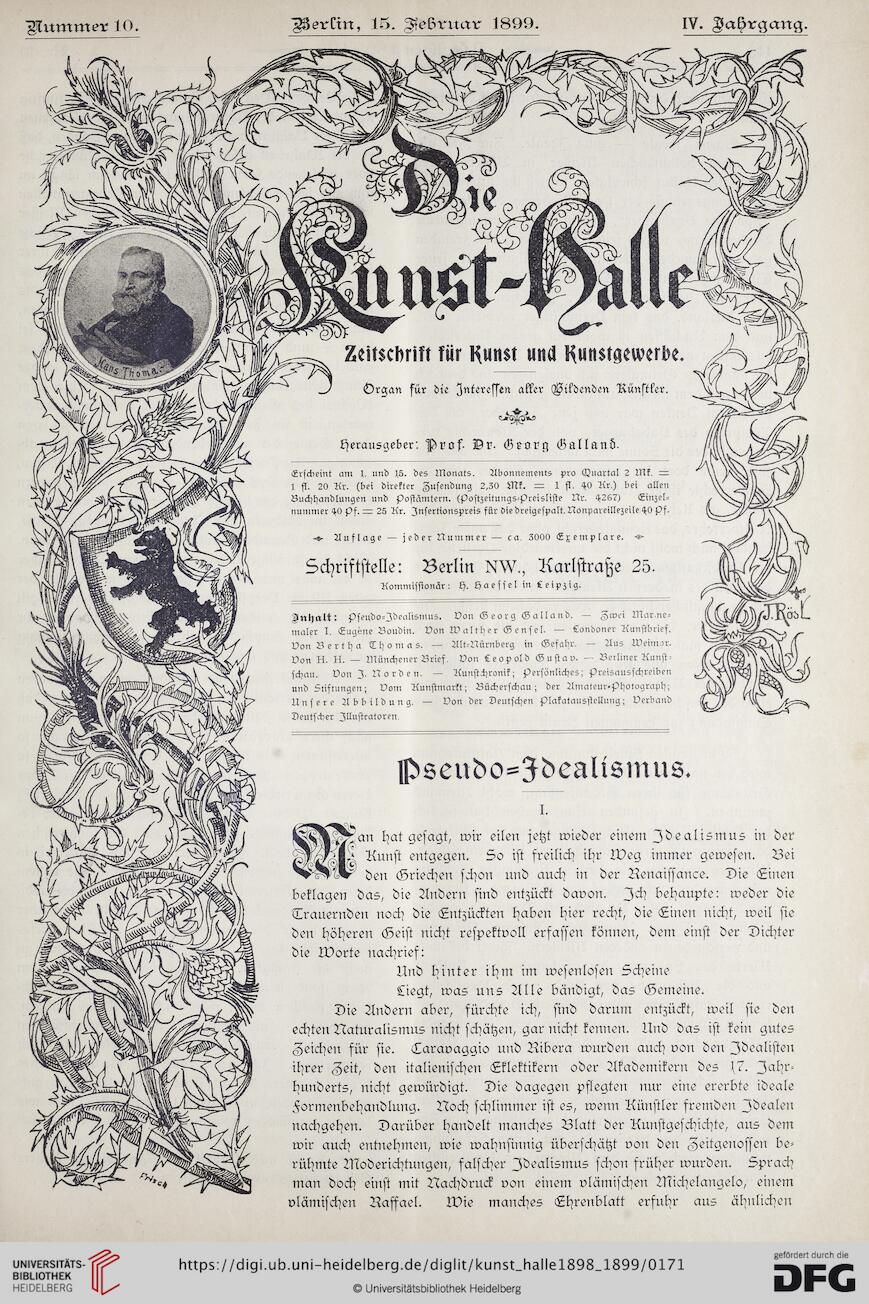 Nummer 10.
Berlin, 15. Februar 1899.
IV. Jahrgang.
Die
Kunst-Halle
Hans Thoma.
Zeitschrift für Kunst und Kunstgewerbe.
Organ für die Interessen aller Bildenden Künstler.
Herausgeber: Prof. Dr. Georg Galland.
Erscheint am 1. und 15. des Monats. Abonnements pro Quartal 2 Mk. =
1 fl. 20 Kr. (bei direkter Zusendung 2,30 Mk. = 1 fl. 40 Kr.) bei allen
Buchhandlungen und Postämtern. (Postzeitungs-Preisliste Nr. 4267) Einzel-
nummer 40 Pf. = 25 Kr. Insertionspreis für die dreigespalt. Nonpareillezeile 40 Pf.
Auflage — jeder Nummer — ca. 3000 Exemplare.
Schriftstelle: Berlin NW., Karlstraße 25.
Kommissionär: H. Haessel in Leipzig.
Inhalt: Pseudo-Idealismus. Von Georg Galland. — Zwei Marine-
maler I. Eugène Boudin. Von Walther Gensel. — Londoner Kunstbrief.
Von Bertha Thomas. — Alt-Nürnberg in Gefahr. — Aus Weimar.
Von H. H. — Münchener Brief Von Leopold Gustav. — Berliner Kunst-
schau. Von J. Norden. — Kunstchronik; Persönliches; Preisausschreiben
und Stiftungen; Vom Kunstmarkt; Bücherschau; der Amateur-Photograph;
Unsere Abbildung. — Von der Deutschen Plakatausstellung; Verband
Deutscher Illustratoren.
J. Rösl
Pseudo-Idealismus.
I.
Man hat gesagt, wir eilen jetzt wieder einem Idealismus in der
Kunst entgegen. So ist freilich ihr Weg immer gewesen. Bei
den Griechen schon und auch in der Renaissance. Die Einen
beklagen das, die Andern sind entzückt davon. Ich behaupte: weder die
Trauernden noch die Entzückten haben hier recht, die Einen nicht, weil sie
den höheren Geist nicht respektvoll erfassen können, dem einst der Dichter
die Worte nachrief:
Und hinter ihm im wesenlosen Scheine
Liegt, was uns Alle bändigt, das Gemeine.
Die Andern aber, fürchte ich, sind darum entzückt, weil sie den
echten Naturalismus nicht schätzen, gar nicht kennen. Und das ist kein gutes
Zeichen für sie. Caravaggio und Ribera wurden auch von den Idealisten
ihrer Zeit, den italienischen Eklektikern oder Akademikern des 17. Jahr-
hunderts, nicht gewürdigt. Die dagegen pflegten nur eine ererbte ideale
Formenbehandlung. Noch schlimmer ist es, wenn Künstler fremden Idealen
nachgehen. Darüber handelt manches Blatt der Kunstgeschichte, aus dem
wir auch entnehmen, wie wahnsinnig überschätzt von den Zeitgenossen be-
rühmte Moderichtungen, falscher Idealismus schon früher wurden. Sprach
man doch einst mit Nachdruck von einem vlämischen Michelangelo, einem
vlämischen Raffael. Wie manches Ehrenblatt erfuhr aus ähnlichen
Frisch
UNIVERSITÄTS-
BIBLIOTHEK
HEIDELBERG
https://digi.ub.uni-heidelberg.de/diglit/kunst_halle1898_1899/0171
© Universitätsbibliothek Heidelberg
gefördert durch die
DFG